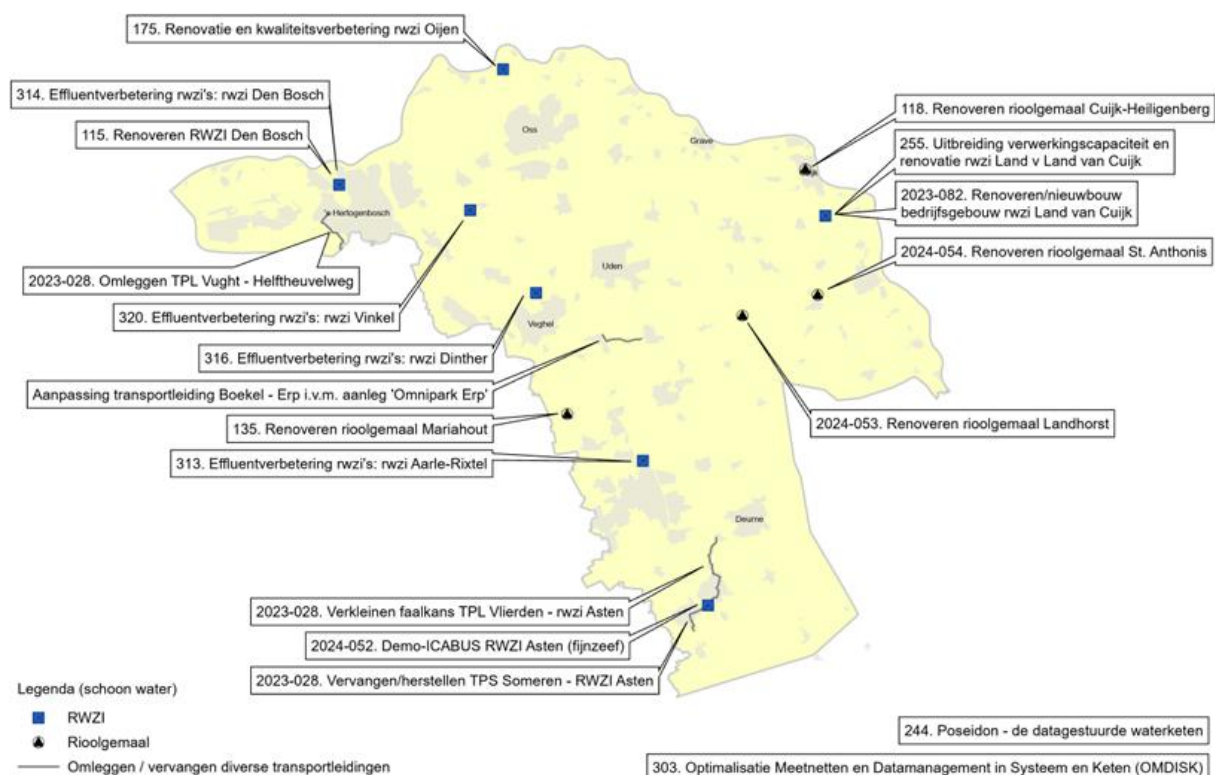 175. Renovatie en kwaliteitsverbetering rwzi Oijen
314. Effluentverbetering rwzi's: rwzi Den Bosch
115. Renoveren RWZI Den Bosch
118. Renoveren rioolgemaal Cuijk-Heiligenberg
255. Uitbreiding verwerkingscapaciteit en
renovatie rwzi Land v Land van Cuijk
2023-082. Renoveren/nieuwbouw
bedrijfsgebouw rwzi Land van Cuijk
2024-054. Renoveren rioolgemaal St. Anthonis
Oss
Grave
's Hertogenbosch
Uden
Veghel
Deurne
2023-028. Omleggen TPL Vught - Helftheuvelweg
320. Effluentverbetering rwzi's: rwzi Vinkel
316. Effluentverbetering rwzi's: rwzi Dinther
Aanpassing transportleiding Boekel - Erp i.v.m. aanleg 'Omnipark Erp'
135. Renoveren rioolgemaal Mariahout
2024-053. Renoveren rioolgemaal Landhorst
313. Effluentverbetering rwzi's: rwzi Aarle-Rixtel
2023-028. Verkleinen faalkans TPL Vlierden - rwzi Asten
2024-052. Demo-ICABUS RWZI Asten (fijnzeef)
2023-028. Vervangen/herstellen TPS Someren - RWZI Asten
Legenda (schoon water)
RWZI
Rioolgemaal
Omleggen / vervangen diverse transportleidingen
244. Poseidon - de datagestuurde waterketen
303. Optimalisatie Meetnetten en Datamanagement in Systeem en Keten (OMDISK)